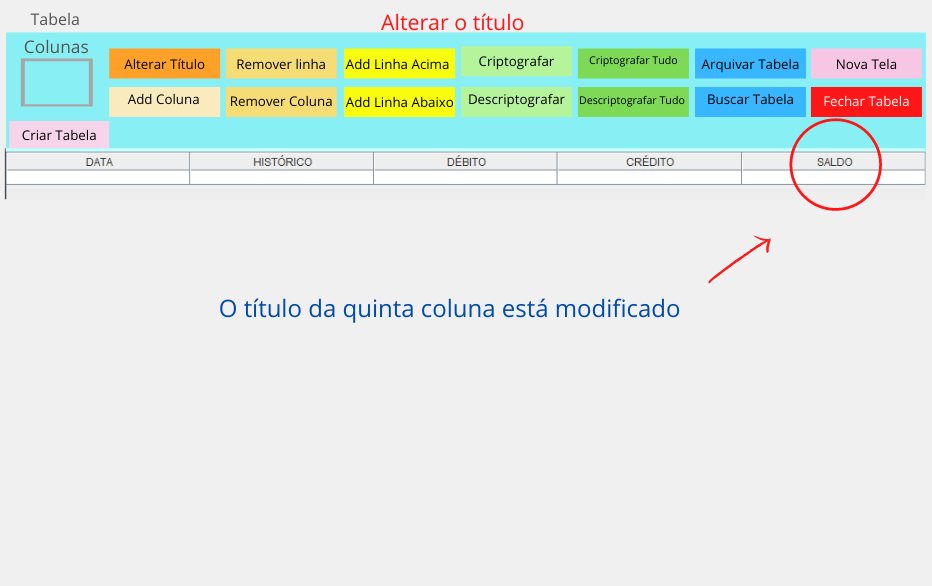 Tabela
Alterar o título
Colunas
Alterar Título
Remover linha
Add Linha Acima
Criptografar
Criptografar Tudo
Arquivar Tabela
Nova Tela
Add Coluna
Remover Coluna
Add Linha Abaixo
Descriptografar
Descriptografar Tudo
Buscar Tabela
Fechar Tabela
Criar Tabela
DATA
HISTÓRICO
DÉBITO
CRÉDITO
SALDO
O título da quinta coluna está modificado